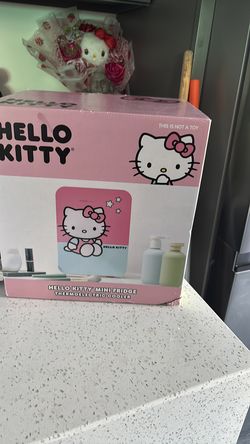 HELLO
KITTY®
THIS IS NOT A TOY
HELLO KITTY
HELLO KITTY MINI FRIDGE
THERMOELECTRIC COOLER